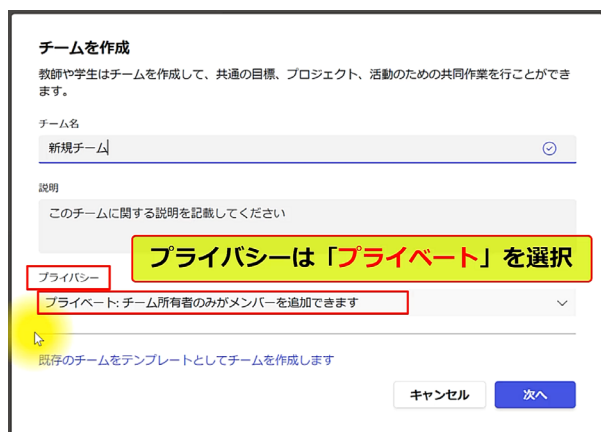 チームを作成
教師や学生はチームを作成して、共通の目標、プロジェクト、活動のための共同作業を行ことができ
ます。
チーム名
新規チーム
説明
このチームに関する説明を記載してください
プライバシーは「プライベート」を選択
プライバシー
プライベート: チーム所有者のみがメンバーを追加できます
既存のチームをテンプレートとしてチームを作成します
キャンセル
次へ